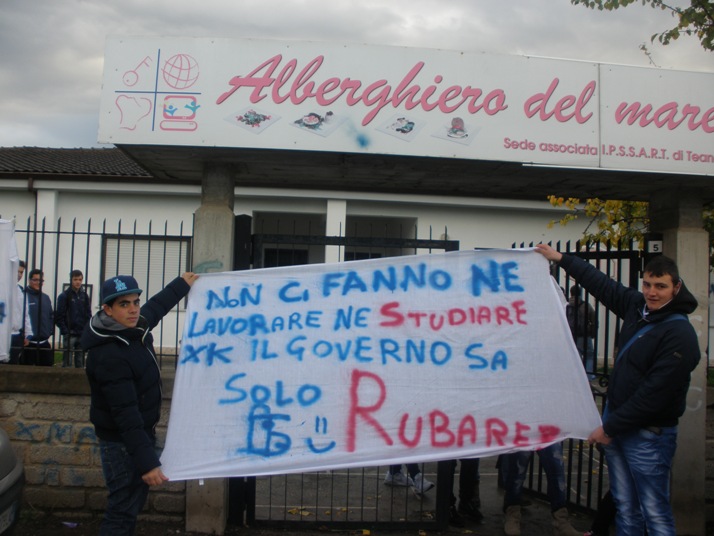 Alberghiero del mare
Sede associata I.P.S.S.A.R.T. di Tean
5
LA
NON Ci FANNO NE
LAVORARE NE STUDIARE
XK IL GOVERNO SA
SOLO
RUBARE